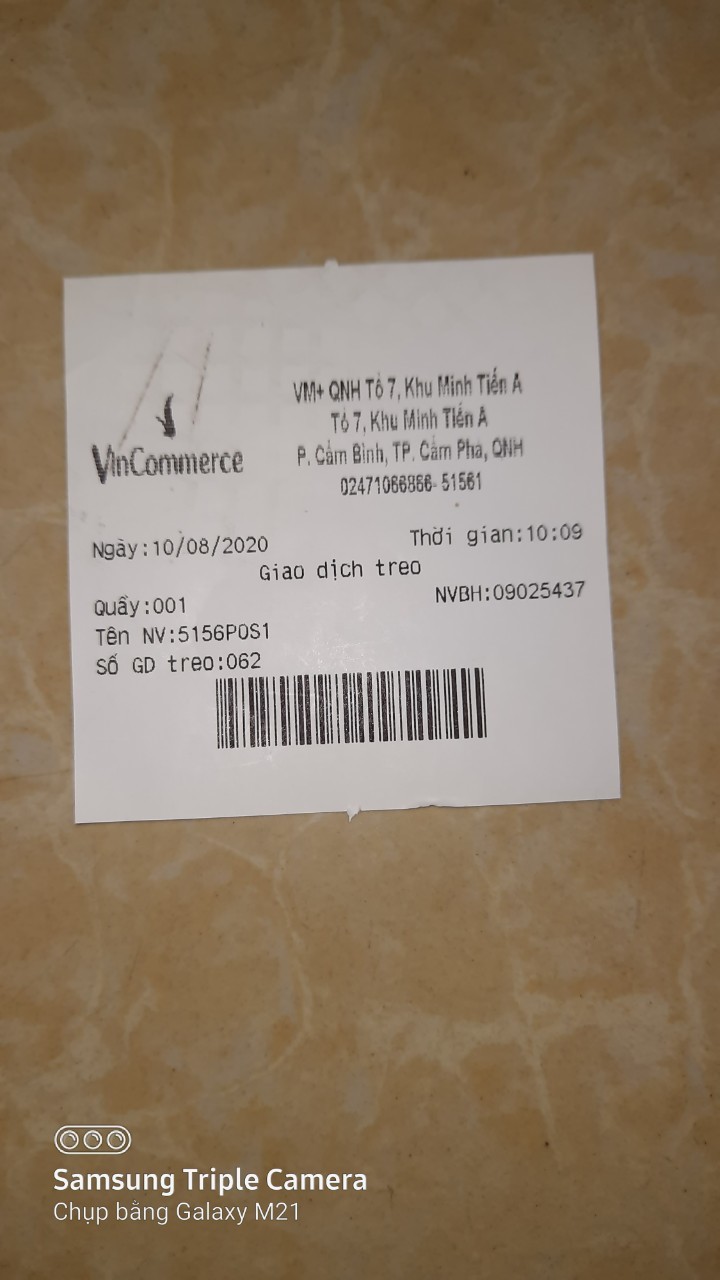 VinCommerce
VM+ QNH Tổ 7, Khu Minh Tiến A
Tổ 7, Khu Minh Tiến A
P. Cẩm Bình, TP. Cẩm Phả, QNH
02471066866-51561
Ngày:10/08/2020 Thời gian:10:09
Giao dịch treo
Quầy:001 NVBH:09025437
Tên NV:5156POS1
Số GD treo:062
Samsung Triple Camera
Chụp bằng Galaxy M21